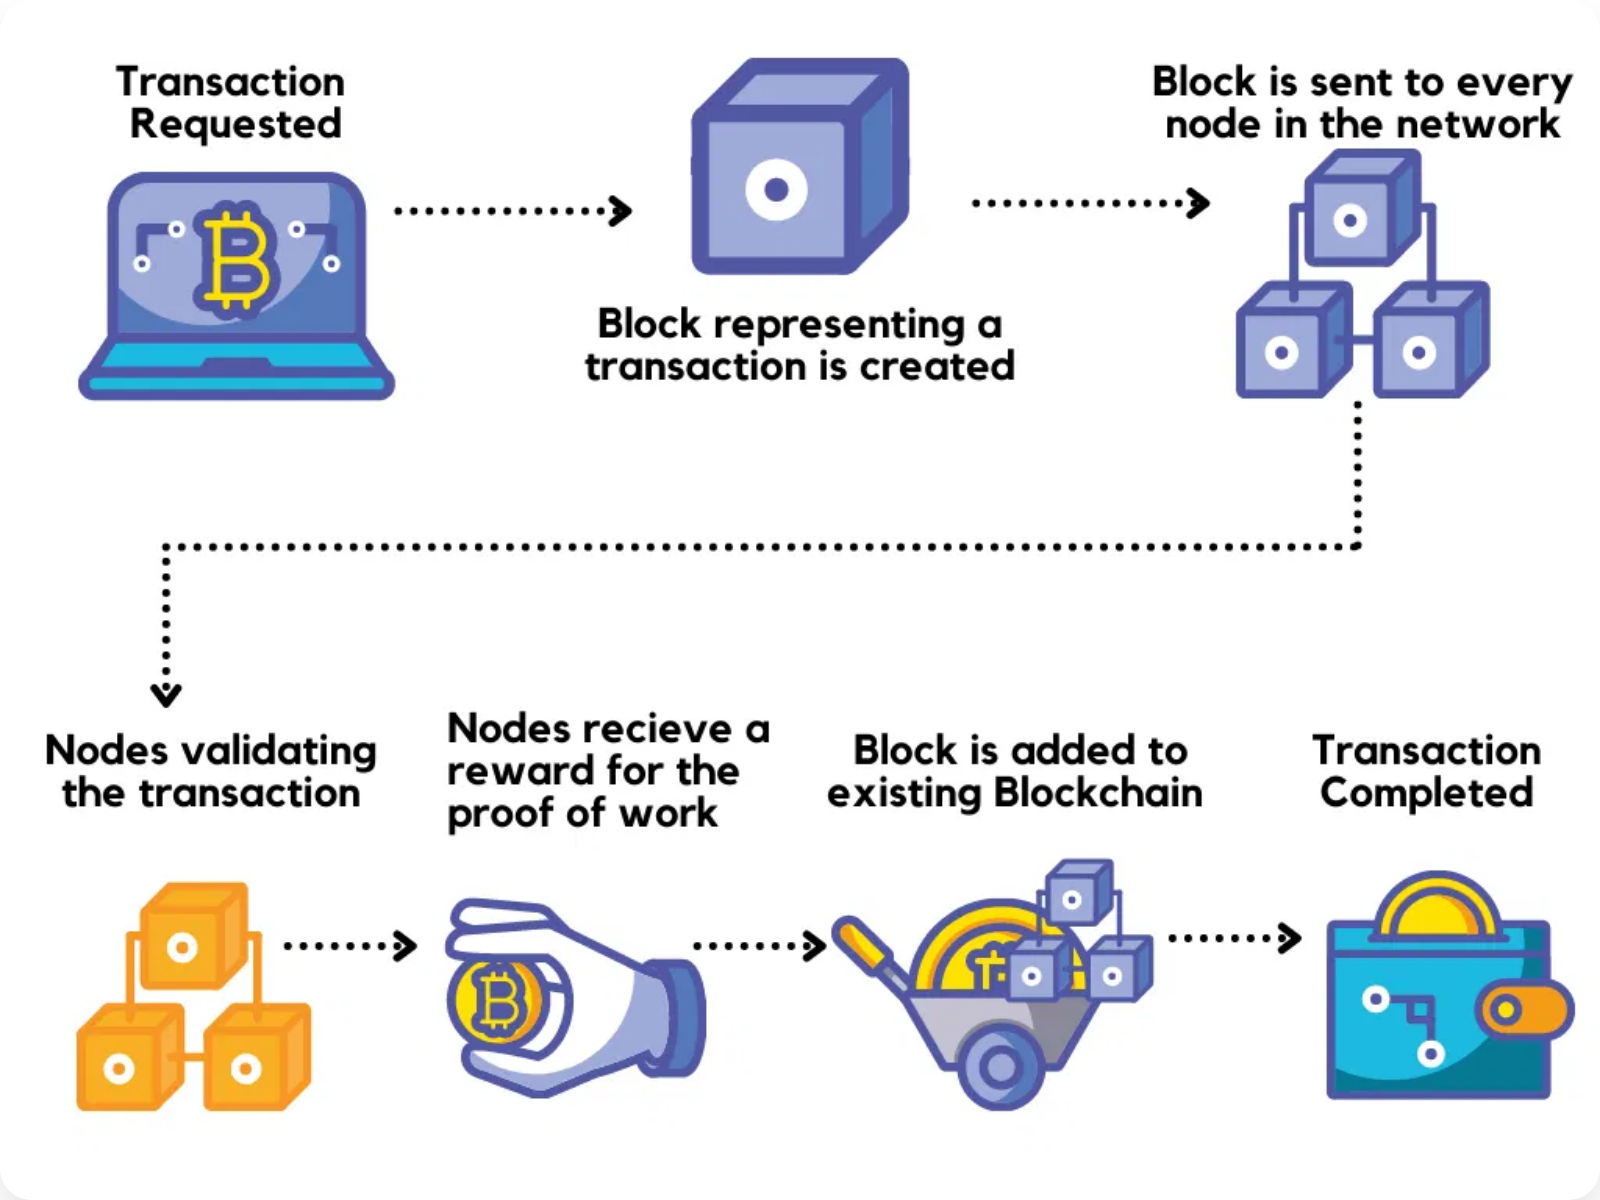 Transaction
Requested
Block representing a
transaction is created
Block is sent to every
node in the network
Nodes validating
the transaction
Nodes recieve a
reward for the
proof of work
Block is added to
existing Blockchain
Transaction
Completed